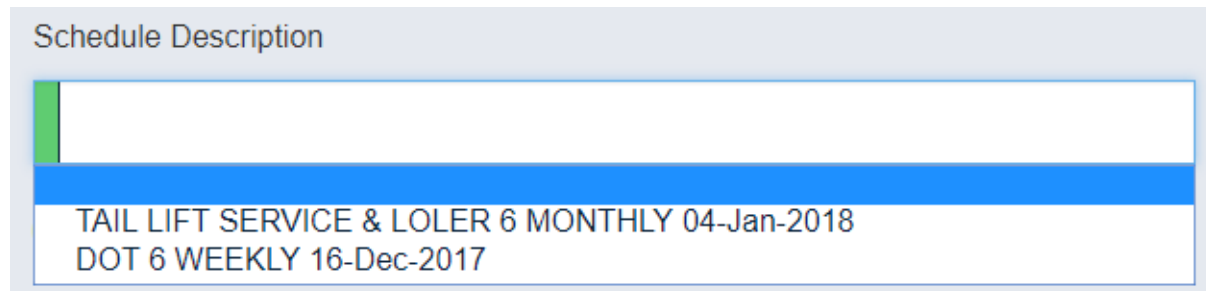 Schedule Description
TAIL LIFT SERVICE & LOLER 6 MONTHLY 04-Jan-2018
DOT 6 WEEKLY 16-Dec-2017